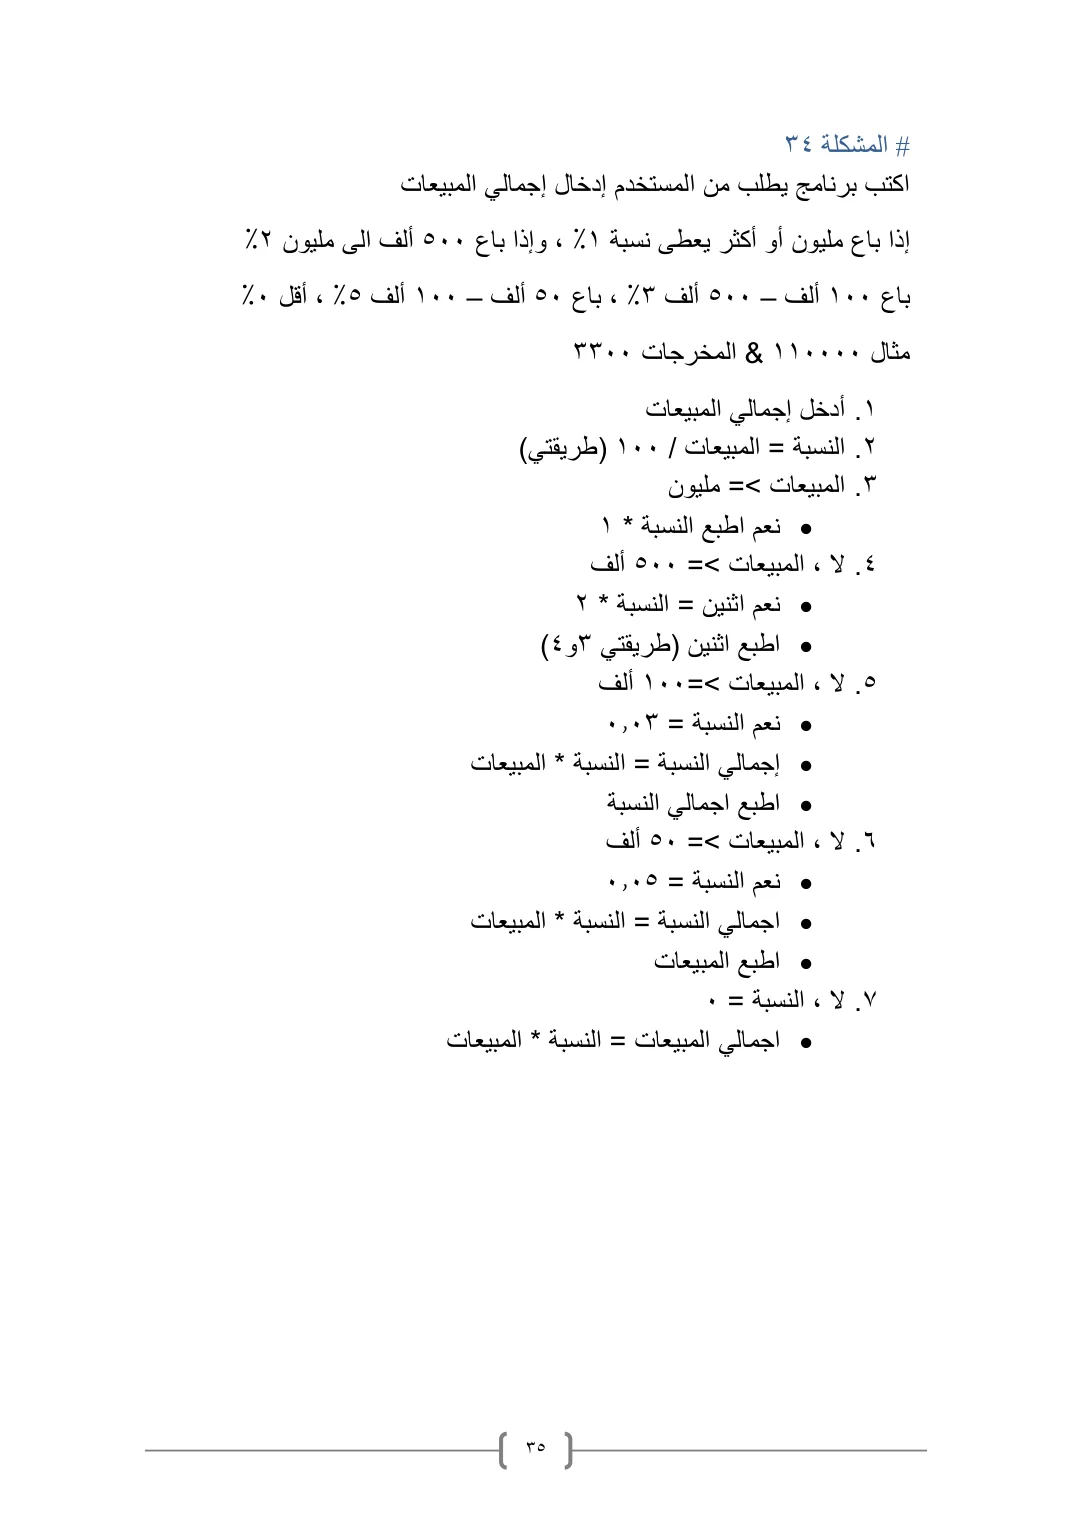 # المشكلة ٣٤
اكتب برنامج يطلب من المستخدم إدخال إجمالي المبيعات
إذا باع مليون أو أكثر يعطى نسبة ١٪ ، وإذا باع ٥٠٠ ألف الى مليون ٢٪
باع ١٠٠ ألف – ٥٠٠ ألف ٣٪ ، باع ٥٠ ألف – ١٠٠ ألف ٥٪ ، أقل ٠٪
مثال ١١٠٠٠٠ & المخرجات ٣٣٠٠
١. أدخل إجمالي المبيعات
٢. النسبة = المبيعات / ١٠٠ (طريقتي)
٣. المبيعات >= مليون
● نعم اطبع النسبة * ١
٤. لا ، المبيعات >= ٥٠٠ ألف
● نعم اثنين = النسبة * ٢
● اطبع اثنين (طريقتي ٣و٤)
٥. لا ، المبيعات >=١٠٠ ألف
● نعم النسبة = ٠,٠٣
● إجمالي النسبة = النسبة * المبيعات
● اطبع اجمالي النسبة
٦. لا ، المبيعات >= ٥٠ ألف
● نعم النسبة = ٠,٠٥
● اجمالي النسبة = النسبة * المبيعات
● اطبع المبيعات
٧. لا ، النسبة = ٠
● اجمالي المبيعات = النسبة * المبيعات
٣٥